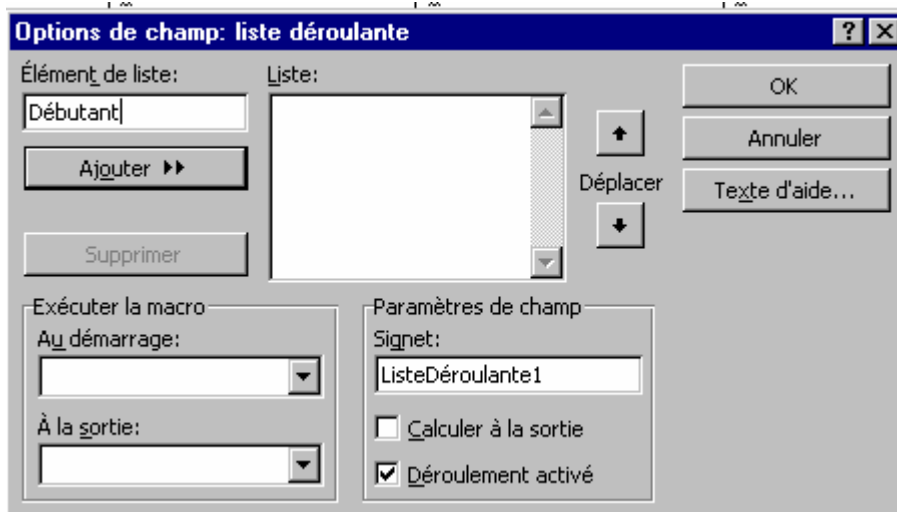 Options de champ: liste déroulante
Élément de liste:
Liste:
OK
Débutant
Annuler
Ajouter
Déplacer
Texte d'aide...
Supprimer
Exécuter la macro
Paramètres de champ
Au démarrage:
Signet:
ListeDéroulante1
À la sortie:
Calculer à la sortie
Déroulement activé